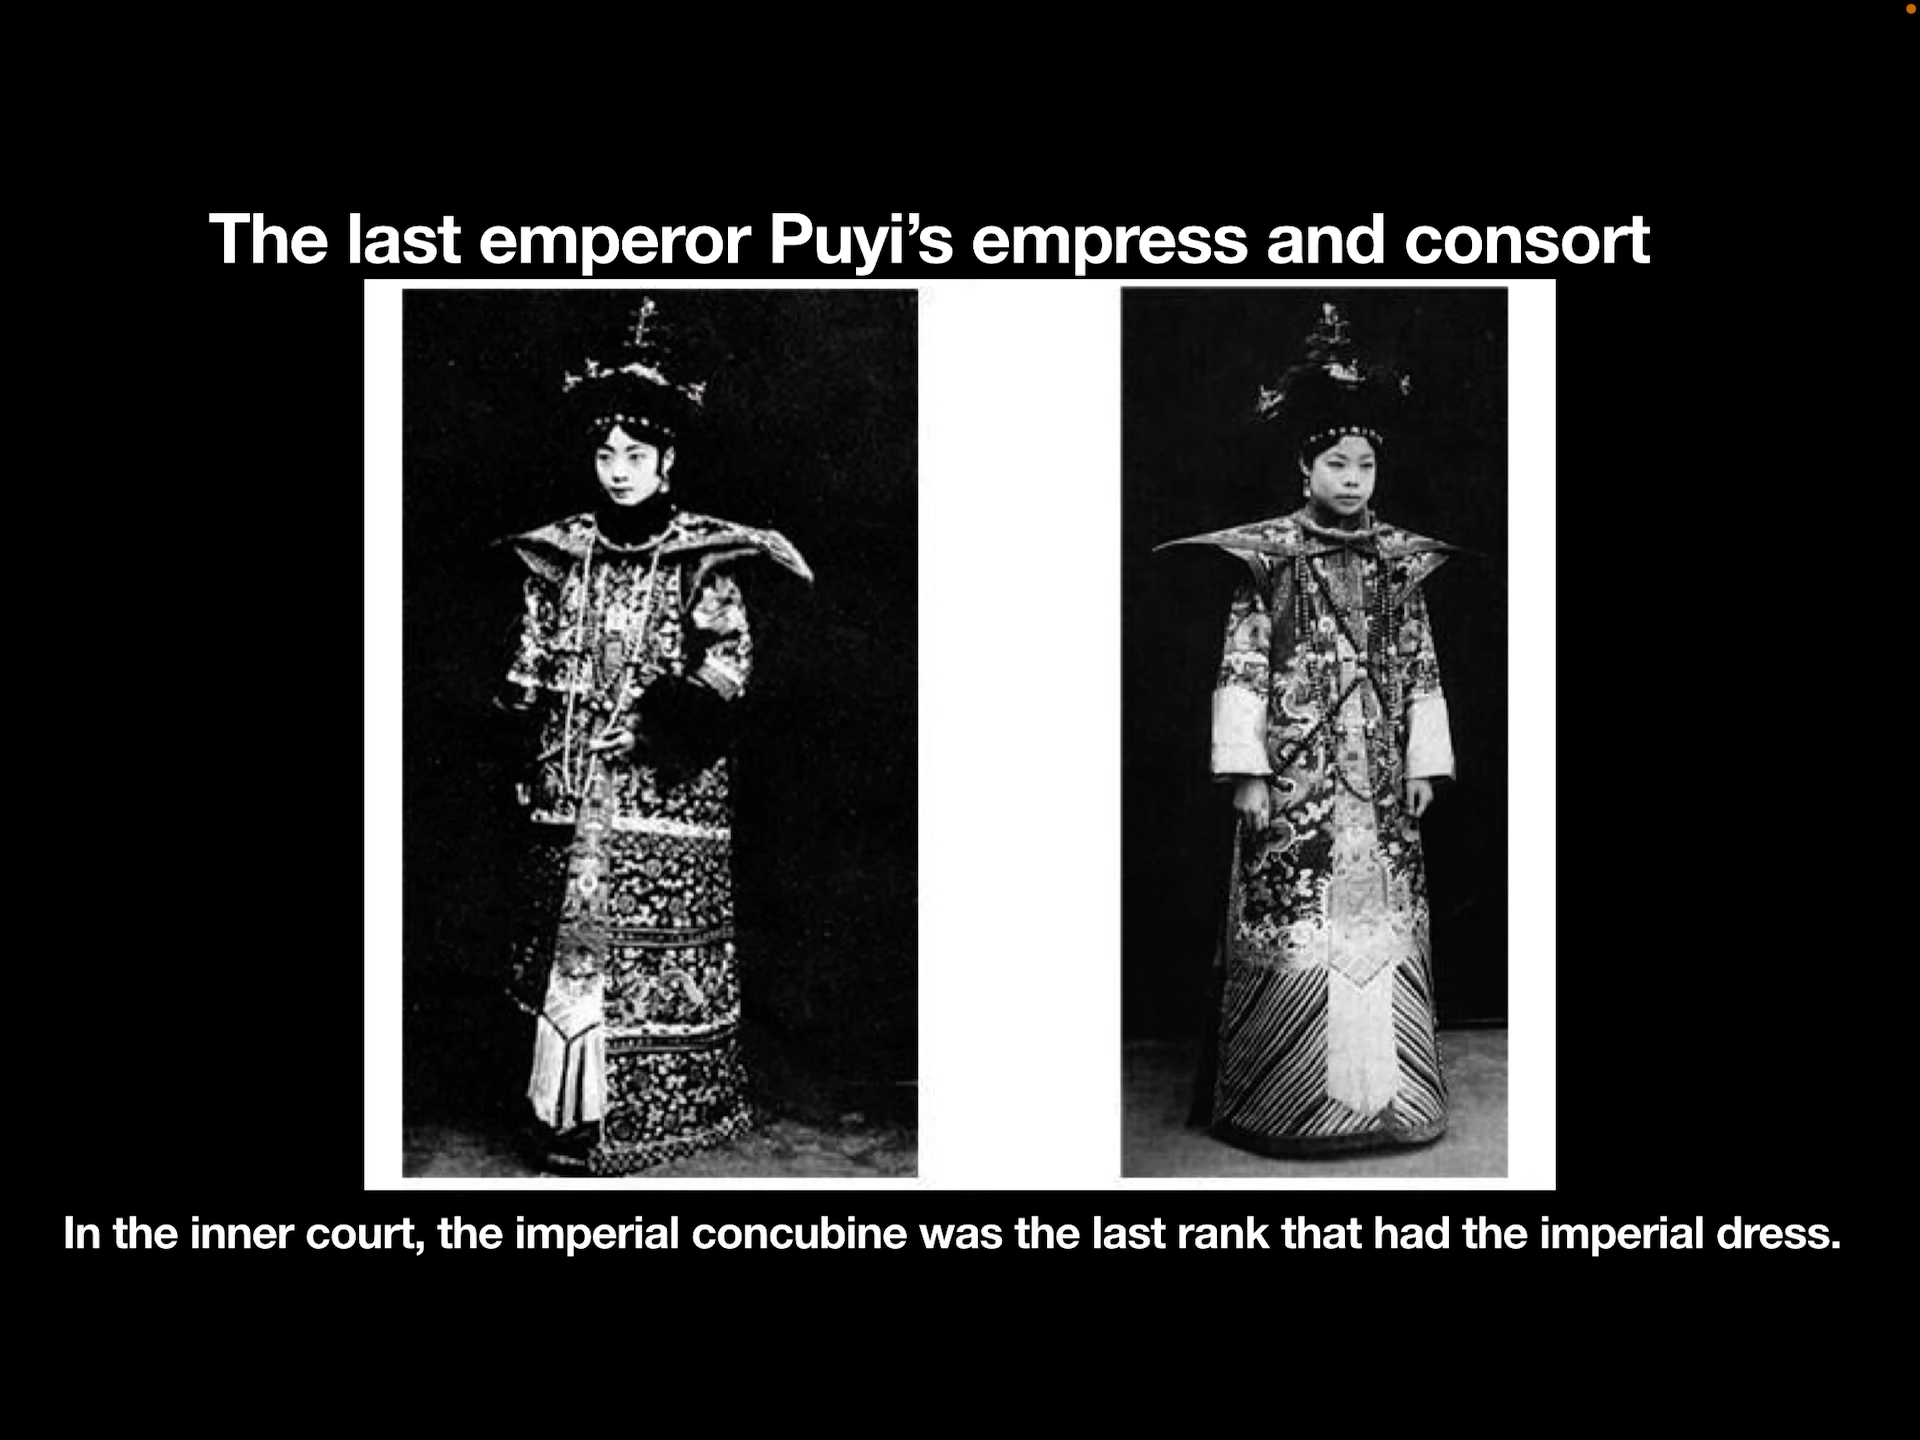 The last emperor Puyi’s empress and consort
In the inner court, the imperial concubine was the last rank that had the imperial dress.